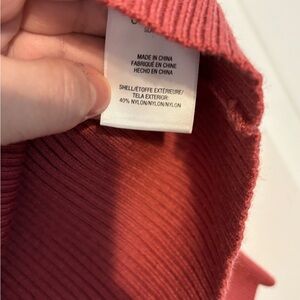 MADE IN CHINA
FABRIQUÉ EN CHINE
HECHO EN CHINA
SHELL/ÉTOFFE EXTÉRIEURE/
TELA EXTERIOR:
40% NYLON/NYLON/NYLON